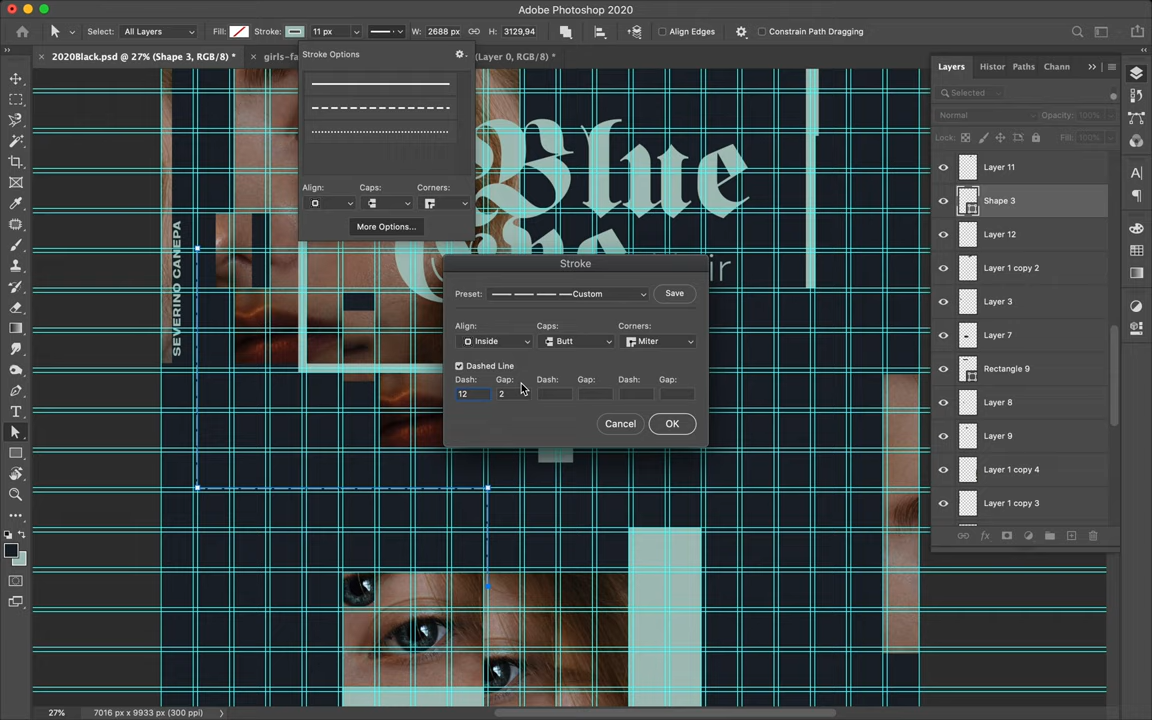 Adobe Photoshop 2020
Select: All Layers Fill: Stroke: 11 px W: 2688 px H: 3129,94 Align Edges Constrain Path Dragging
2020Black.psd @ 27% (Shape 3, RGB/8) * girls-fa (Layer 0, RGB/8) *
Stroke Options
Align: Caps: Corners:
More Options...
Stroke
Preset: Custom Save
Align: Caps: Corners:
Inside Butt Miter
Dashed Line
Dash: Gap: Dash: Gap: Dash: Gap:
12 2
Cancel OK
Blue
SEVERINO CANEPA
Layers Histor Paths Chann
Selected
Normal Opacity: 100%
Lock: Fill: 100%
Layer 11
Shape 3
Layer 12
Layer 1 copy 2
Layer 3
Layer 7
Rectangle 9
Layer 8
Layer 9
Layer 1 copy 4
Layer 1 copy 3
27% 7016 px x 9933 px (300 ppi)